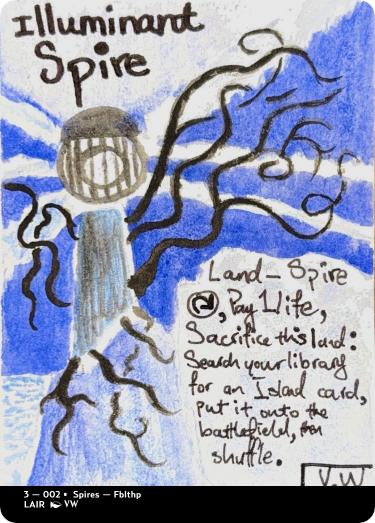 Illuminant
Spire
Land – Spire
, Pay 1 life,
Sacrifice this land:
Search your library
for an Island card,
put it onto the
battlefield, then
shuffle.
V.W
3 — 002 • Spires — Fblthp
LAIR VW